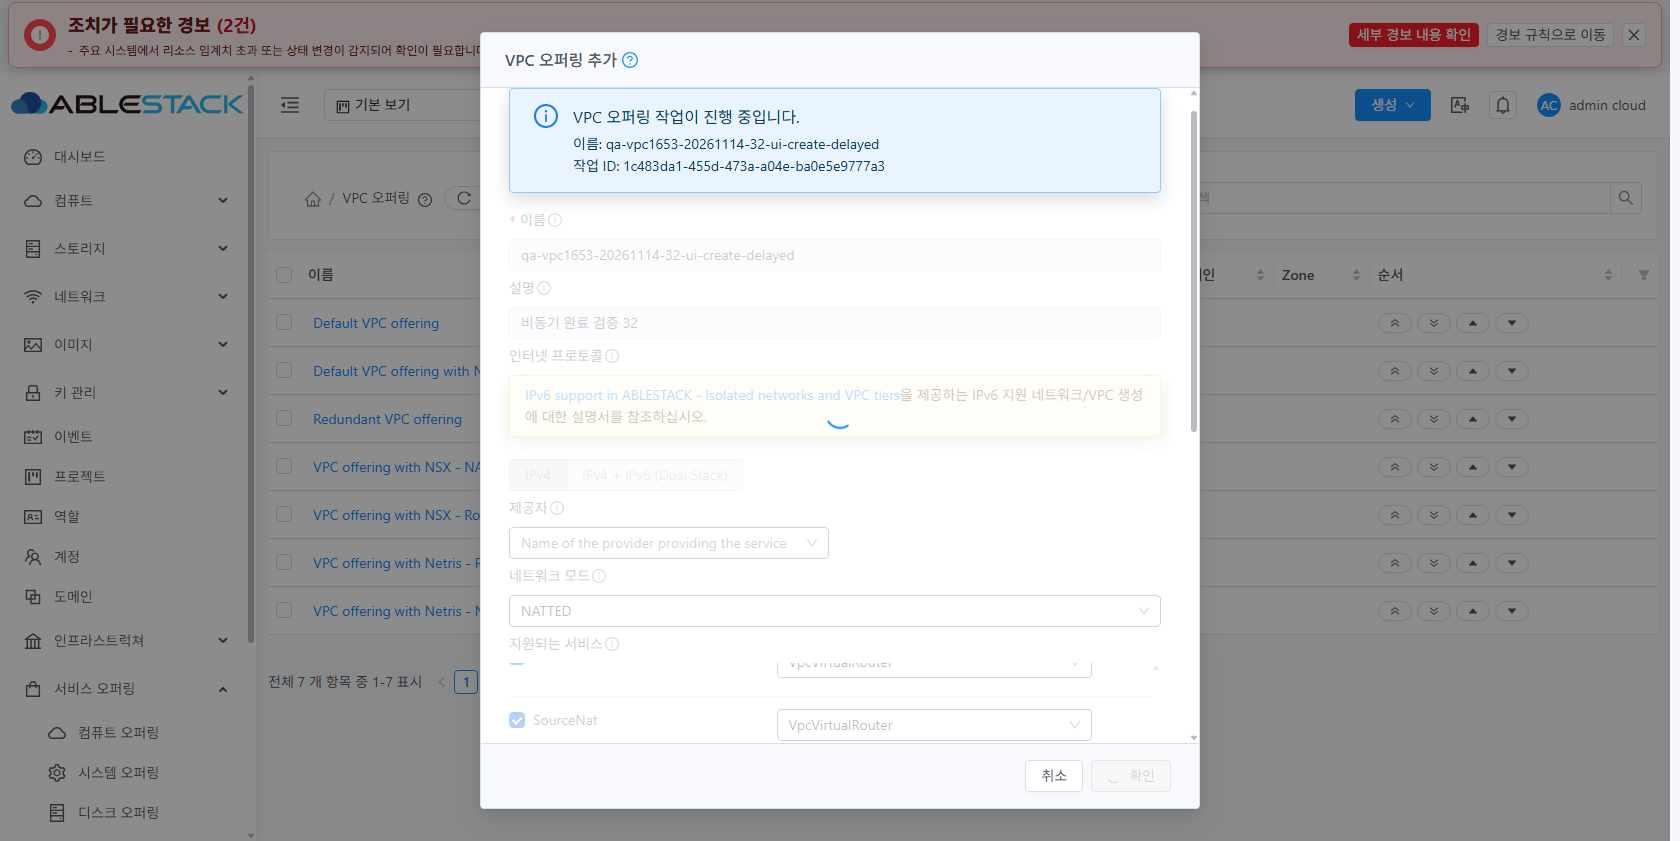 조치가 필요한 경보 (2건)
- 주요 시스템에서 리소스 임계치 초과 또는 상태 변경이 감지되어 확인이 필요합니다
세부 경보 내용 확인
경보 규칙으로 이동
ABLESTACK
기본 보기
생성
AC
admin cloud
대시보드
컴퓨트
스토리지
네트워크
이미지
키 관리
이벤트
프로젝트
역할
계정
도메인
인프라스트럭쳐
서비스 오퍼링
컴퓨트 오퍼링
시스템 오퍼링
디스크 오퍼링
/ VPC 오퍼링
색
이름
인
Zone
순서
Default VPC offering
Default VPC offering with N
Redundant VPC offering
VPC offering with NSX - NA
VPC offering with NSX - Ro
VPC offering with Netris - R
VPC offering with Netris - N
전체 7 개 항목 중 1-7 표시
1
VPC 오퍼링 추가
VPC 오퍼링 작업이 진행 중입니다.
이름: qa-vpc1653-20261114-32-ui-create-delayed
작업 ID: 1c483da1-455d-473a-a04e-ba0e5e9777a3
* 이름
qa-vpc1653-20261114-32-ui-create-delayed
설명
비동기 완료 검증 32
인터넷 프로토콜
IPv6 support in ABLESTACK - Isolated networks and VPC tiers을 제공하는 IPv6 지원 네트워크/VPC 생성
에 대한 설명서를 참조하십시오.
IPv4
IPv4 + IPv6 (Dual Stack)
제공자
Name of the provider providing the service
네트워크 모드
NATTED
지원되는 서비스
VpcVirtualRouter
SourceNat
VpcVirtualRouter
취소
확인